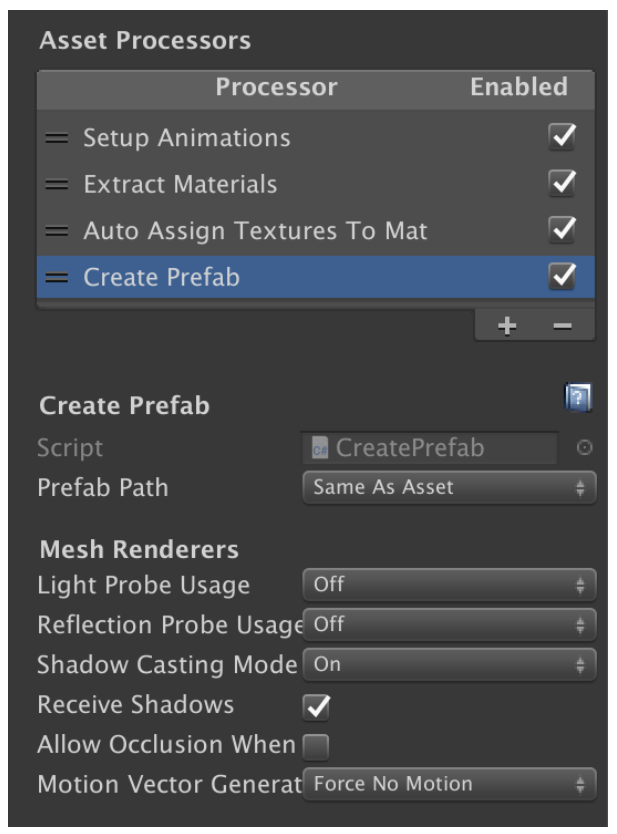 Asset Processors
Processor Enabled
Setup Animations
Extract Materials
Auto Assign Textures To Mat
Create Prefab
+ −
Create Prefab
Script CreatePrefab
Prefab Path Same As Asset
Mesh Renderers
Light Probe Usage Off
Reflection Probe Usage Off
Shadow Casting Mode On
Receive Shadows
Allow Occlusion When
Motion Vector Generat Force No Motion